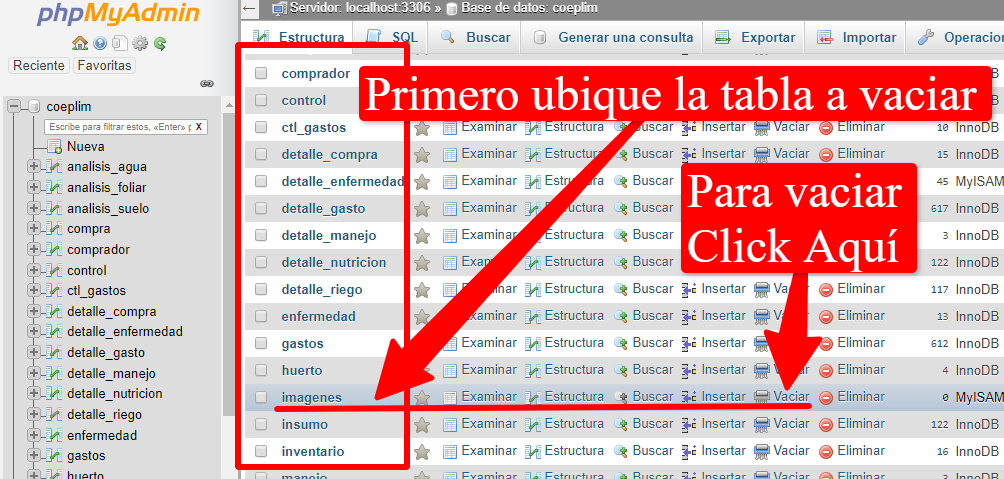 phpMyAdmin
Reciente Favoritas
coeplim
Escribe para filtrar estos, «Enter» p X
Nueva
analisis_agua
analisis_foliar
analisis_suelo
compra
comprador
control
ctl_gastos
detalle_compra
detalle_enfermedad
detalle_gasto
detalle_manejo
detalle_nutricion
detalle_riego
enfermedad
gastos
huerto
Servidor: localhost:3306 » Base de datos: coeplim
Estructura SQL Buscar Generar una consulta Exportar Importar Operacion
comprador
control
Primero ubique la tabla a vaciar
ctl_gastos Examinar Estructura Buscar Insertar Vaciar Eliminar 10 InnoDB
detalle_compra Examinar Estructura Buscar Insertar Vaciar Eliminar 15 InnoDB
detalle_enfermedad Examinar Estructura Buscar 45 MyISAM
detalle_gasto Examinar Estructura Buscar 617 InnoDB
detalle_manejo Examinar Estructura Buscar 3 InnoDB
detalle_nutricion Examinar Estructura Buscar 122 InnoDB
Para vaciar
Click Aquí
detalle_riego Examinar Estructura Buscar Insertar Vaciar Eliminar 117 InnoDB
enfermedad Examinar Estructura Buscar Insertar Eliminar 13 InnoDB
gastos Examinar Estructura Buscar Insertar Eliminar 612 InnoDB
huerto Examinar Estructura Buscar Insertar Vaciar Eliminar 4 InnoDB
imagenes Examinar Estructura Buscar Insertar Vaciar Eliminar 0 MyISAM
insumo Examinar Estructura Buscar Insertar Vaciar Eliminar 122 InnoDB
inventario Examinar Estructura Buscar Insertar Vaciar Eliminar 16 InnoDB
manejo Examinar Estructura Buscar Insertar Vaciar Eliminar 3 InnoDB